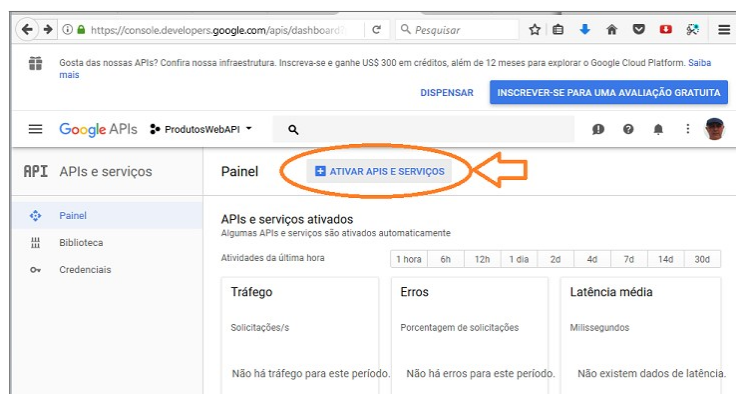 https://console.developers.google.com/apis/dashboard
Pesquisar
Gosta das nossas APIs? Confira nossa infraestrutura. Inscreva-se e ganhe US$ 300 em créditos, além de 12 meses para explorar o Google Cloud Platform. Saiba
mais
DISPENSAR
INSCREVER-SE PARA UMA AVALIAÇÃO GRATUITA
Google APIs
ProdutosWebAPI
API APIs e serviços
Painel
ATIVAR APIS E SERVIÇOS
Painel
Biblioteca
Credenciais
APIs e serviços ativados
Algumas APIs e serviços são ativados automaticamente
Atividades da última hora
1 hora 6h 12h 1 dia 2d 4d 7d 14d 30d
Tráfego
Solicitações/s
Não há tráfego para este período.
Erros
Porcentagem de solicitações
Não há erros para este período.
Latência média
Milissegundos
Não existem dados de latência.